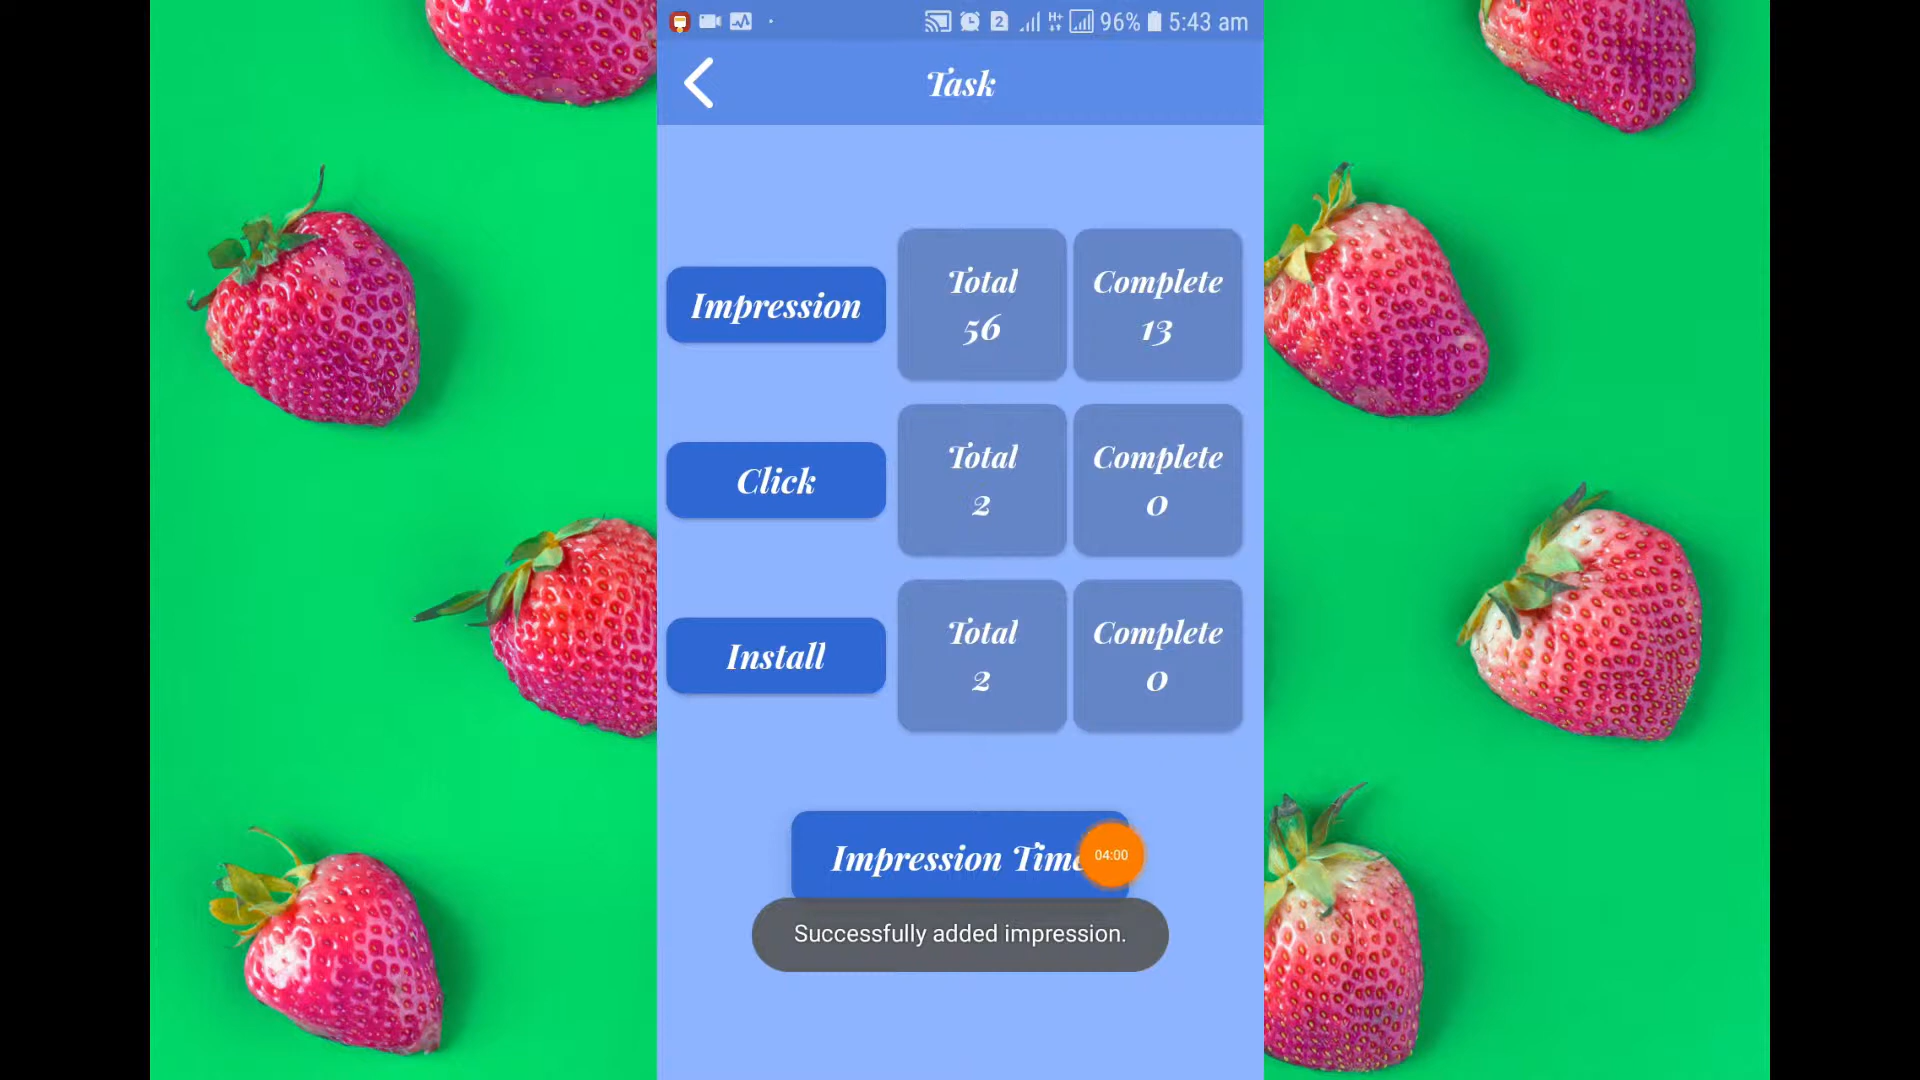 2 H+ 96% 5:43 am
Task
Impression
Total
56
Complete
13
Click
Total
2
Complete
0
Install
Total
2
Complete
0
Impression Time
04:00
Successfully added impression.